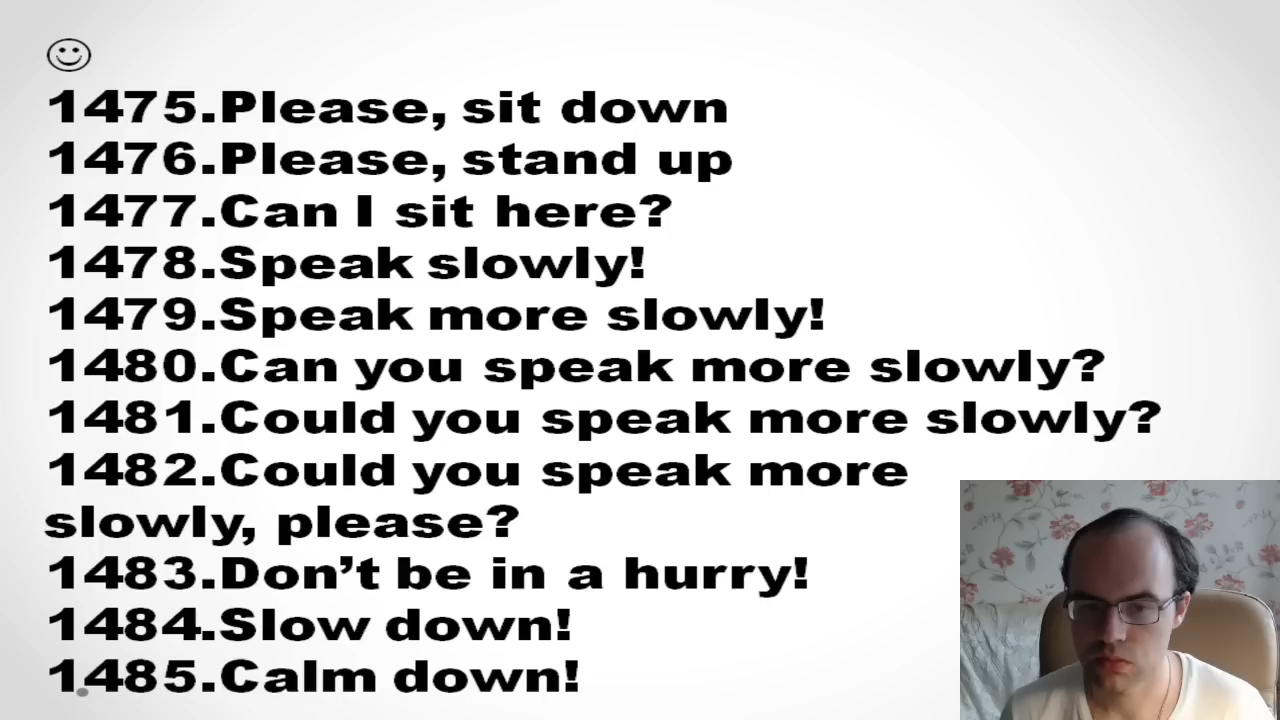 1475.Please, sit down
1476.Please, stand up
1477.Can I sit here?
1478.Speak slowly!
1479.Speak more slowly!
1480.Can you speak more slowly?
1481.Could you speak more slowly?
1482.Could you speak more
slowly, please?
1483.Don’t be in a hurry!
1484.Slow down!
1485.Calm down!